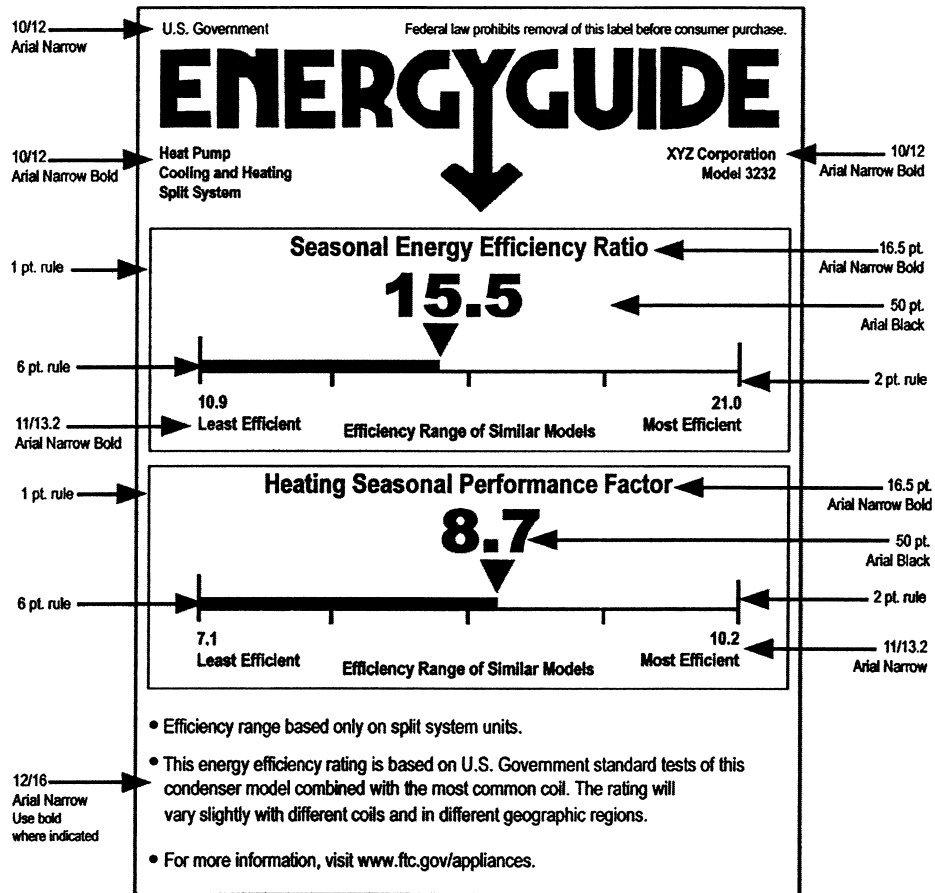 10/12
Arial Narrow
U.S. Government
Federal law prohibits removal of this label before consumer purchase.
ENERGYGUIDE
10/12
Arial Narrow Bold
Heat Pump
Cooling and Heating
Split System
XYZ Corporation
Model 3232
10/12
Arial Narrow Bold
Seasonal Energy Efficiency Ratio
16.5 pt.
Arial Narrow Bold
1 pt. rule
15.5
50 pt.
Arial Black
6 pt. rule
2 pt. rule
10.9
21.0
11/13.2
Arial Narrow Bold
Least Efficient
Efficiency Range of Similar Models
Most Efficient
Heating Seasonal Performance Factor
16.5 pt.
Arial Narrow Bold
1 pt. rule
8.7
50 pt.
Arial Black
6 pt. rule
2 pt. rule
7.1
10.2
Least Efficient
Efficiency Range of Similar Models
Most Efficient
11/13.2
Arial Narrow
• Efficiency range based only on split system units.
• This energy efficiency rating is based on U.S. Government standard tests of this
condenser model combined with the most common coil. The rating will
vary slightly with different coils and in different geographic regions.
12/16
Arial Narrow
Use bold
where indicated
• For more information, visit www.ftc.gov/appliances.